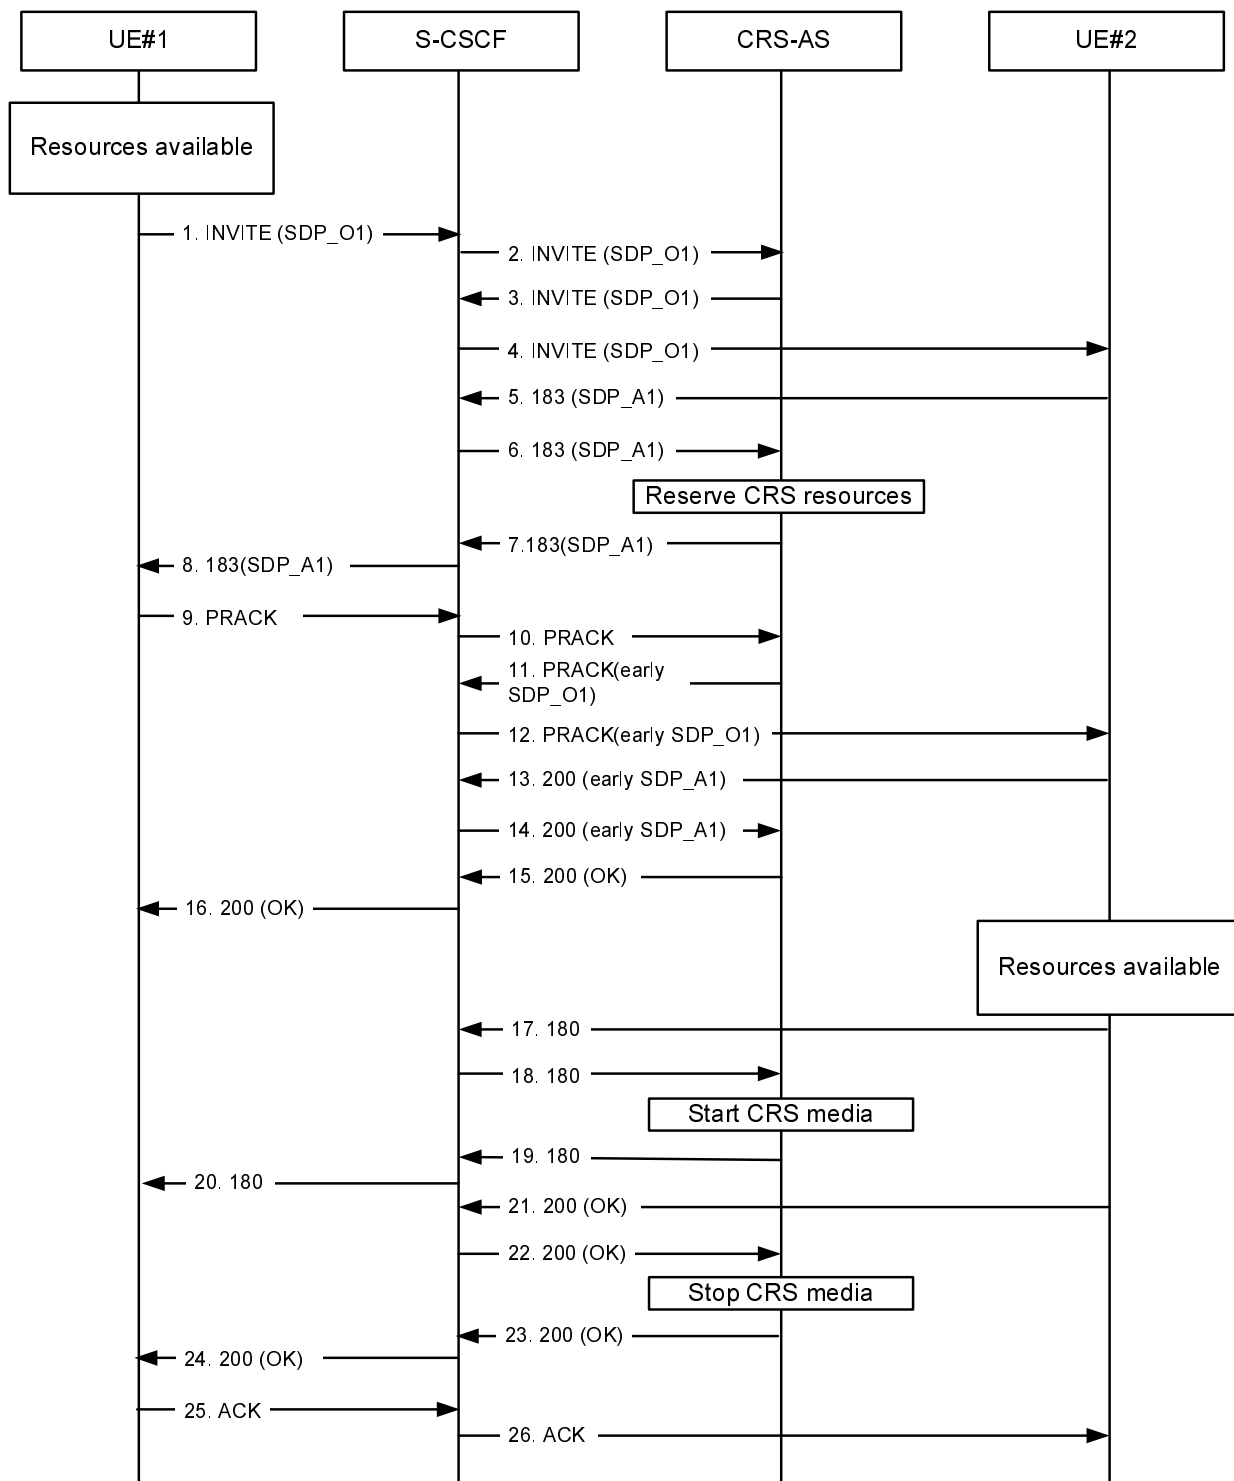 UE#1
S-CSCF
CRS-AS
UE#2
Resources available
1. INVITE (SDP_O1)
2. INVITE (SDP_O1)
3. INVITE (SDP_O1)
4. INVITE (SDP_O1)
5. 183 (SDP_A1)
6. 183 (SDP_A1)
Reserve CRS resources
7.183(SDP_A1)
8. 183(SDP_A1)
9. PRACK
10. PRACK
11. PRACK(early
SDP_O1)
12. PRACK(early SDP_O1)
13. 200 (early SDP_A1)
14. 200 (early SDP_A1)
15. 200 (OK)
16. 200 (OK)
Resources available
17. 180
18. 180
Start CRS media
19. 180
20. 180
21. 200 (OK)
22. 200 (OK)
Stop CRS media
23. 200 (OK)
24. 200 (OK)
25. ACK
26. ACK